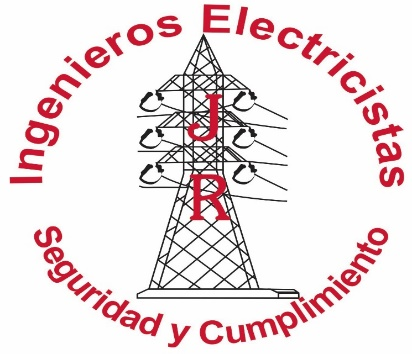 Ingenieros Electricistas
J
R
Seguridad y Cumplimiento